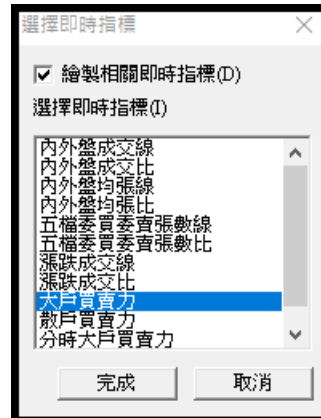 選擇即時指標
繪製相關即時指標(D)
選擇即時指標(I)
內外盤成交線
內外盤成交比
內外盤均張線
內外盤均張比
五檔委買委賣張數線
五檔委買委賣張數比
漲跌成交線
漲跌成交比
大戶買賣力
散戶買賣力
分時大戶買賣力
完成
取消